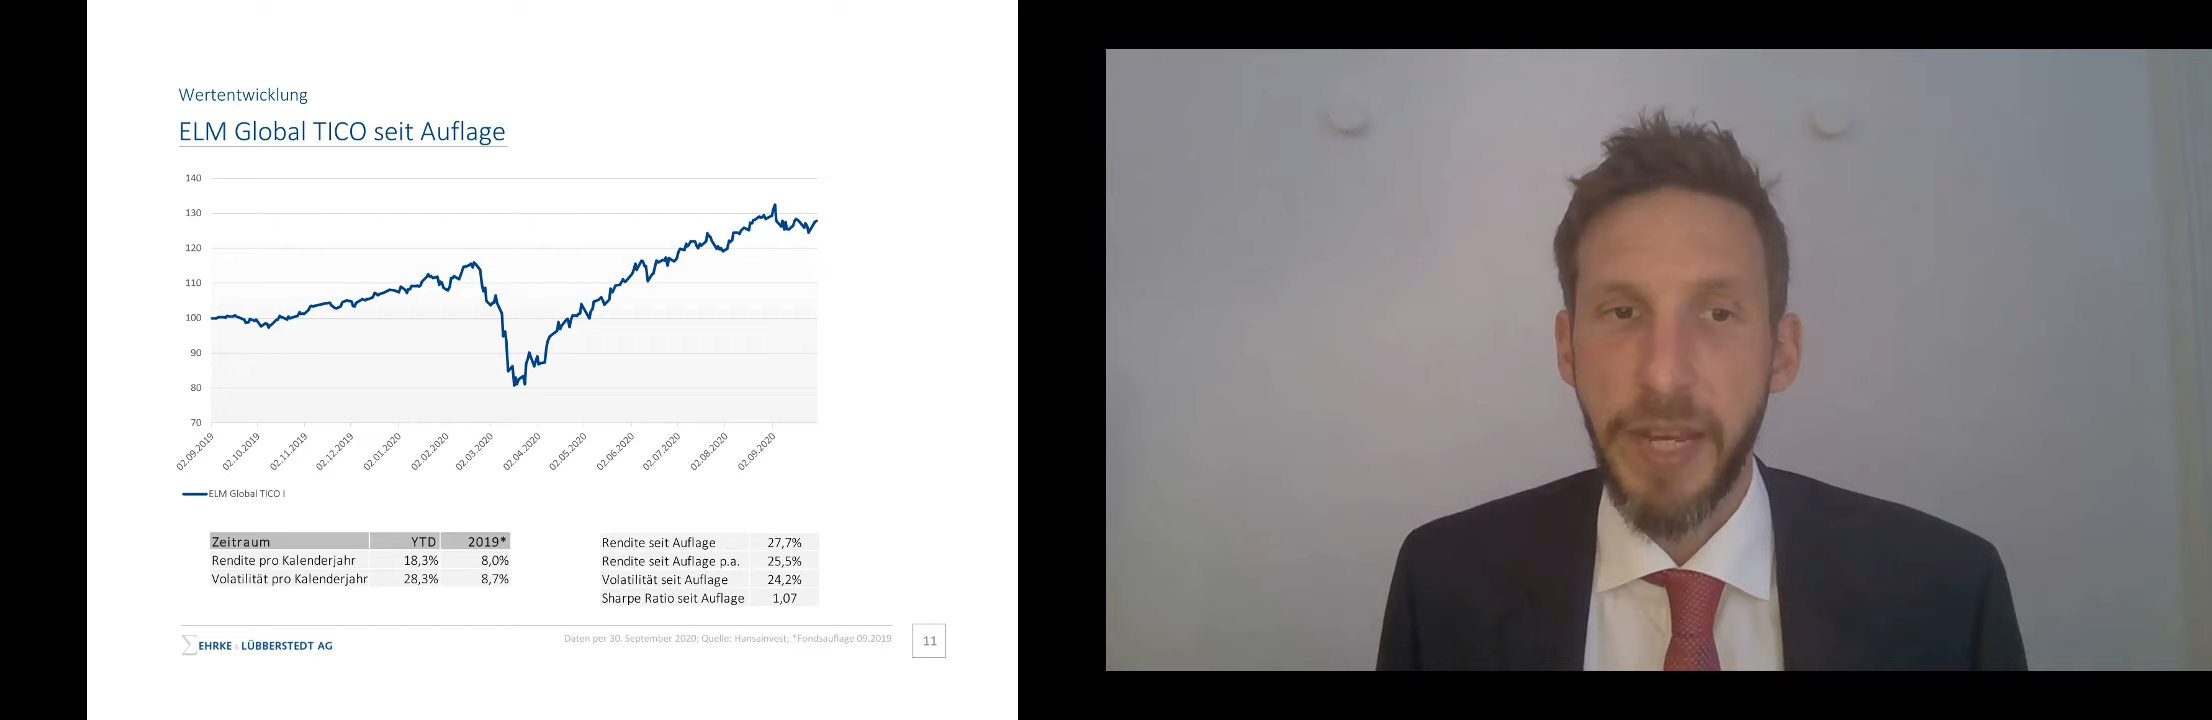 Wertentwicklung
ELM Global TICO seit Auflage
140
130
120
110
100
90
80
70
02.09.2019
02.10.2019
02.11.2019
02.12.2019
02.01.2020
02.02.2020
02.03.2020
02.04.2020
02.05.2020
02.06.2020
02.07.2020
02.08.2020
02.09.2020
ELM Global TICO I
Zeitraum YTD 2019*
Rendite pro Kalenderjahr 18,3% 8,0%
Volatilität pro Kalenderjahr 28,3% 8,7%
Rendite seit Auflage 27,7%
Rendite seit Auflage p.a. 25,5%
Volatilität seit Auflage 24,2%
Sharpe Ratio seit Auflage 1,07
EHRKE & LÜBBERSTEDT AG
Daten per 30. September 2020; Quelle: Hansainvest; *Fondsauflage 09.2019
11